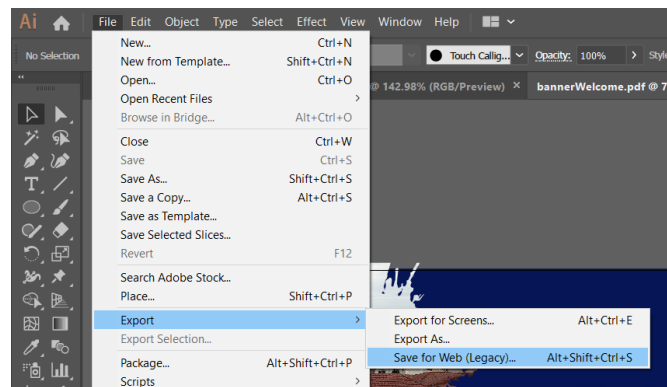 Ai File Edit Object Type Select Effect View Window Help
No Selection Touch Callig... Opacity: 100% Style
@ 142.98% (RGB/Preview) × bannerWelcome.pdf @ 7
New... Ctrl+N
New from Template... Shift+Ctrl+N
Open... Ctrl+O
Open Recent Files
Browse in Bridge... Alt+Ctrl+O
Close Ctrl+W
Save Ctrl+S
Save As... Shift+Ctrl+S
Save a Copy... Alt+Ctrl+S
Save as Template...
Save Selected Slices...
Revert F12
Search Adobe Stock...
Place... Shift+Ctrl+P
Export
Export Selection...
Package... Alt+Shift+Ctrl+P
Scripts
Export for Screens... Alt+Ctrl+E
Export As...
Save for Web (Legacy)... Alt+Shift+Ctrl+S